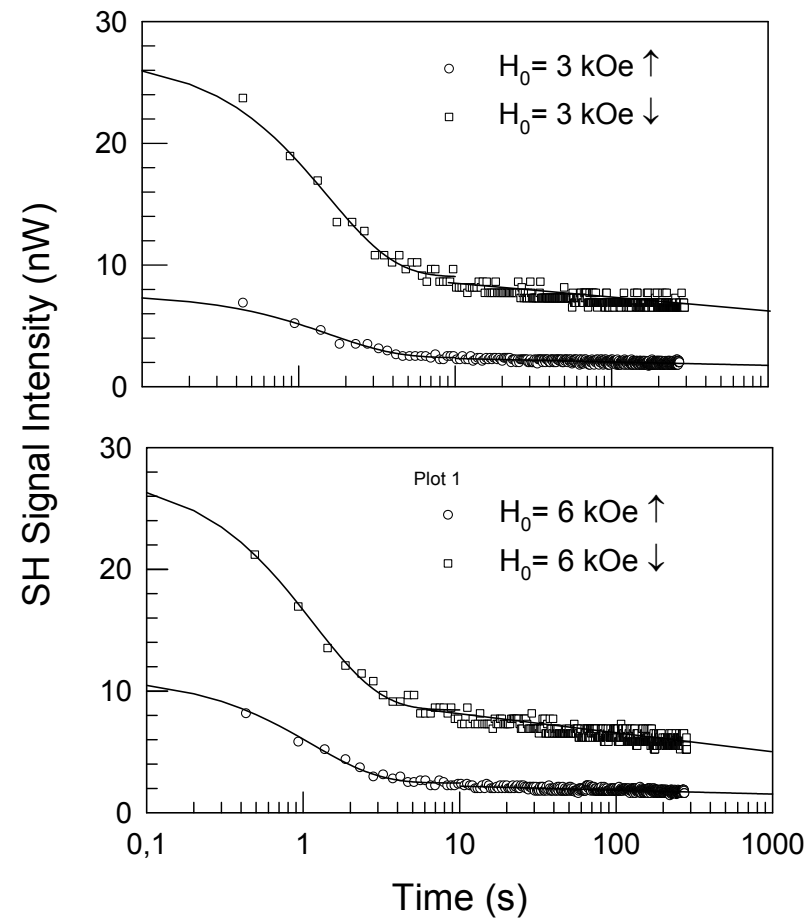 30
20
10
0
H₀= 3 kOe ↑
H₀= 3 kOe ↓
SH Signal Intensity (nW)
30
20
10
0
Plot 1
H₀= 6 kOe ↑
H₀= 6 kOe ↓
0,1 1 10 100 1000
Time (s)